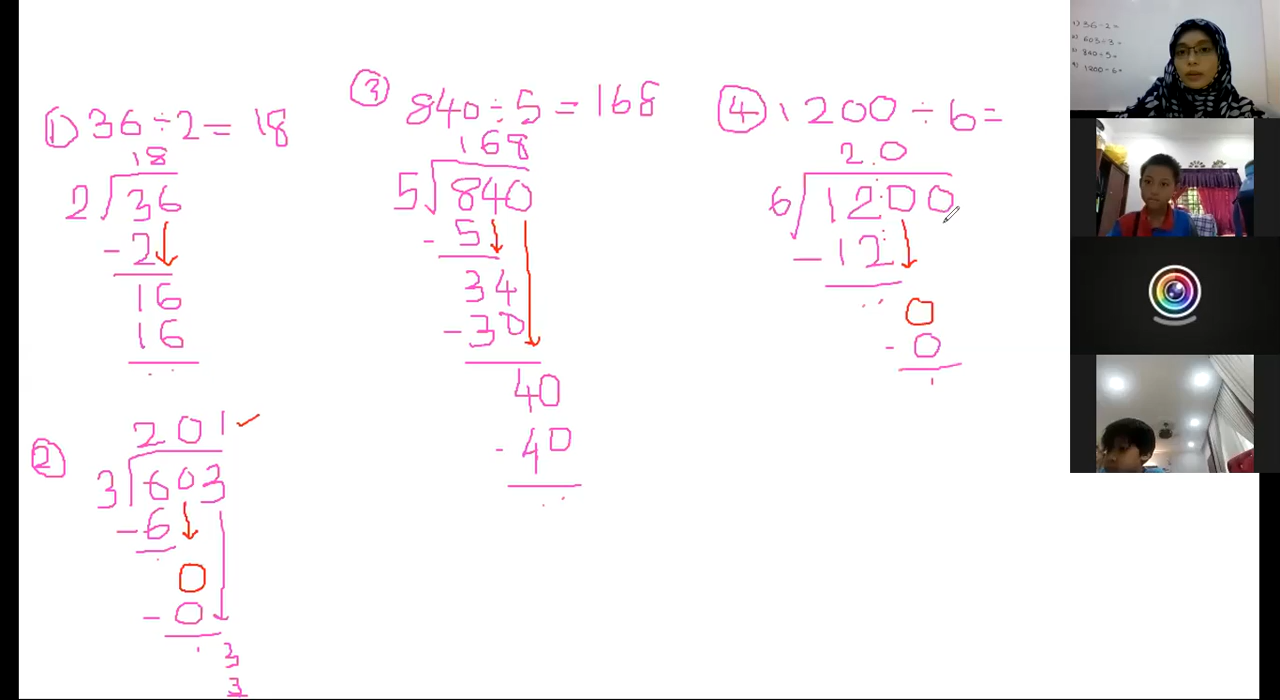 ① 36 ÷ 2 = 18
18
2 √36
- 2
16
16
② 201 ✓
3 √603
- 6
0
- 0
3
3
③ 840 ÷ 5 = 168
168
5 √840
- 5
34
- 30
40
- 40
④ 1200 ÷ 6 =
20
6 √1200
- 12
0
- 0
1) 36 ÷ 2 =
2) 603 ÷ 3 =
3) 840 ÷ 5 =
4) 1200 ÷ 6 =